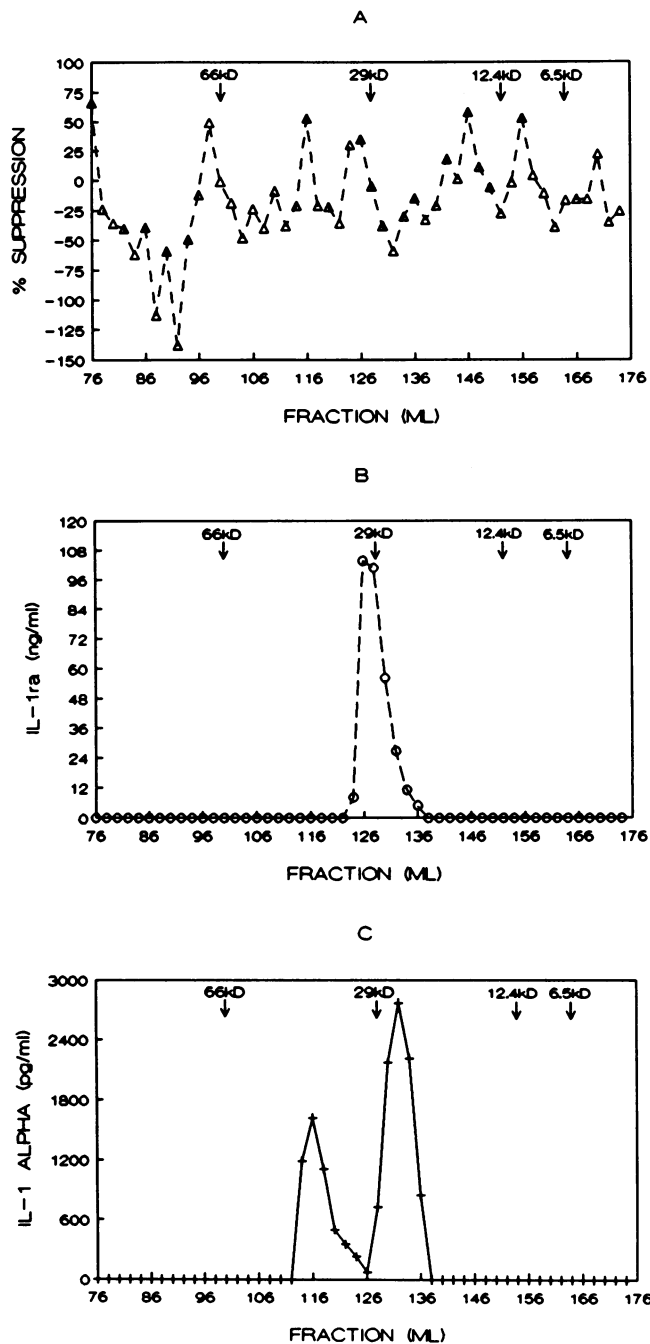 A
66kD 29kD 12.4kD 6.5kD
100
75
50
25
0
−25
−50
−75
−100
−125
−150
% SUPPRESSION
76 86 96 106 116 126 136 146 156 166 176
FRACTION (ML)
B
66kD 29kD 12.4kD 6.5kD
120
108
96
84
72
60
48
36
24
12
0
IL−1ra (ng/ml)
76 86 96 106 116 126 136 146 156 166 176
FRACTION (ML)
C
66kD 29kD 12.4kD 6.5kD
3000
2400
1800
1200
600
0
IL−1 ALPHA (pg/ml)
76 86 96 106 116 126 136 146 156 166 176
FRACTION (ML)